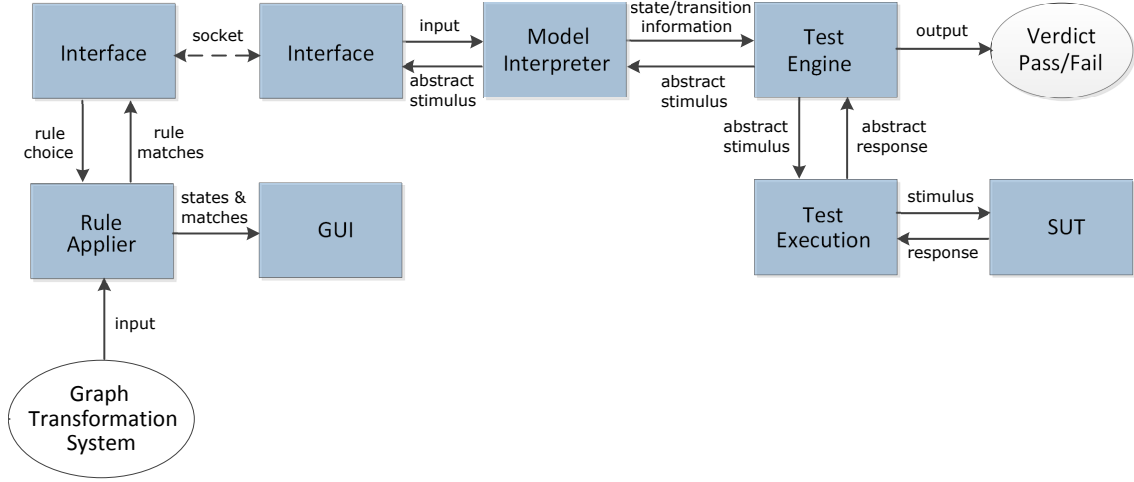 Interface
socket
Interface
input
abstract
stimulus
Model
Interpreter
state/transition
information
abstract
stimulus
Test
Engine
output
Verdict
Pass/Fail
rule
choice
rule
matches
abstract
stimulus
abstract
response
Rule
Applier
states &
matches
GUI
Test
Execution
stimulus
response
SUT
input
Graph
Transformation
System